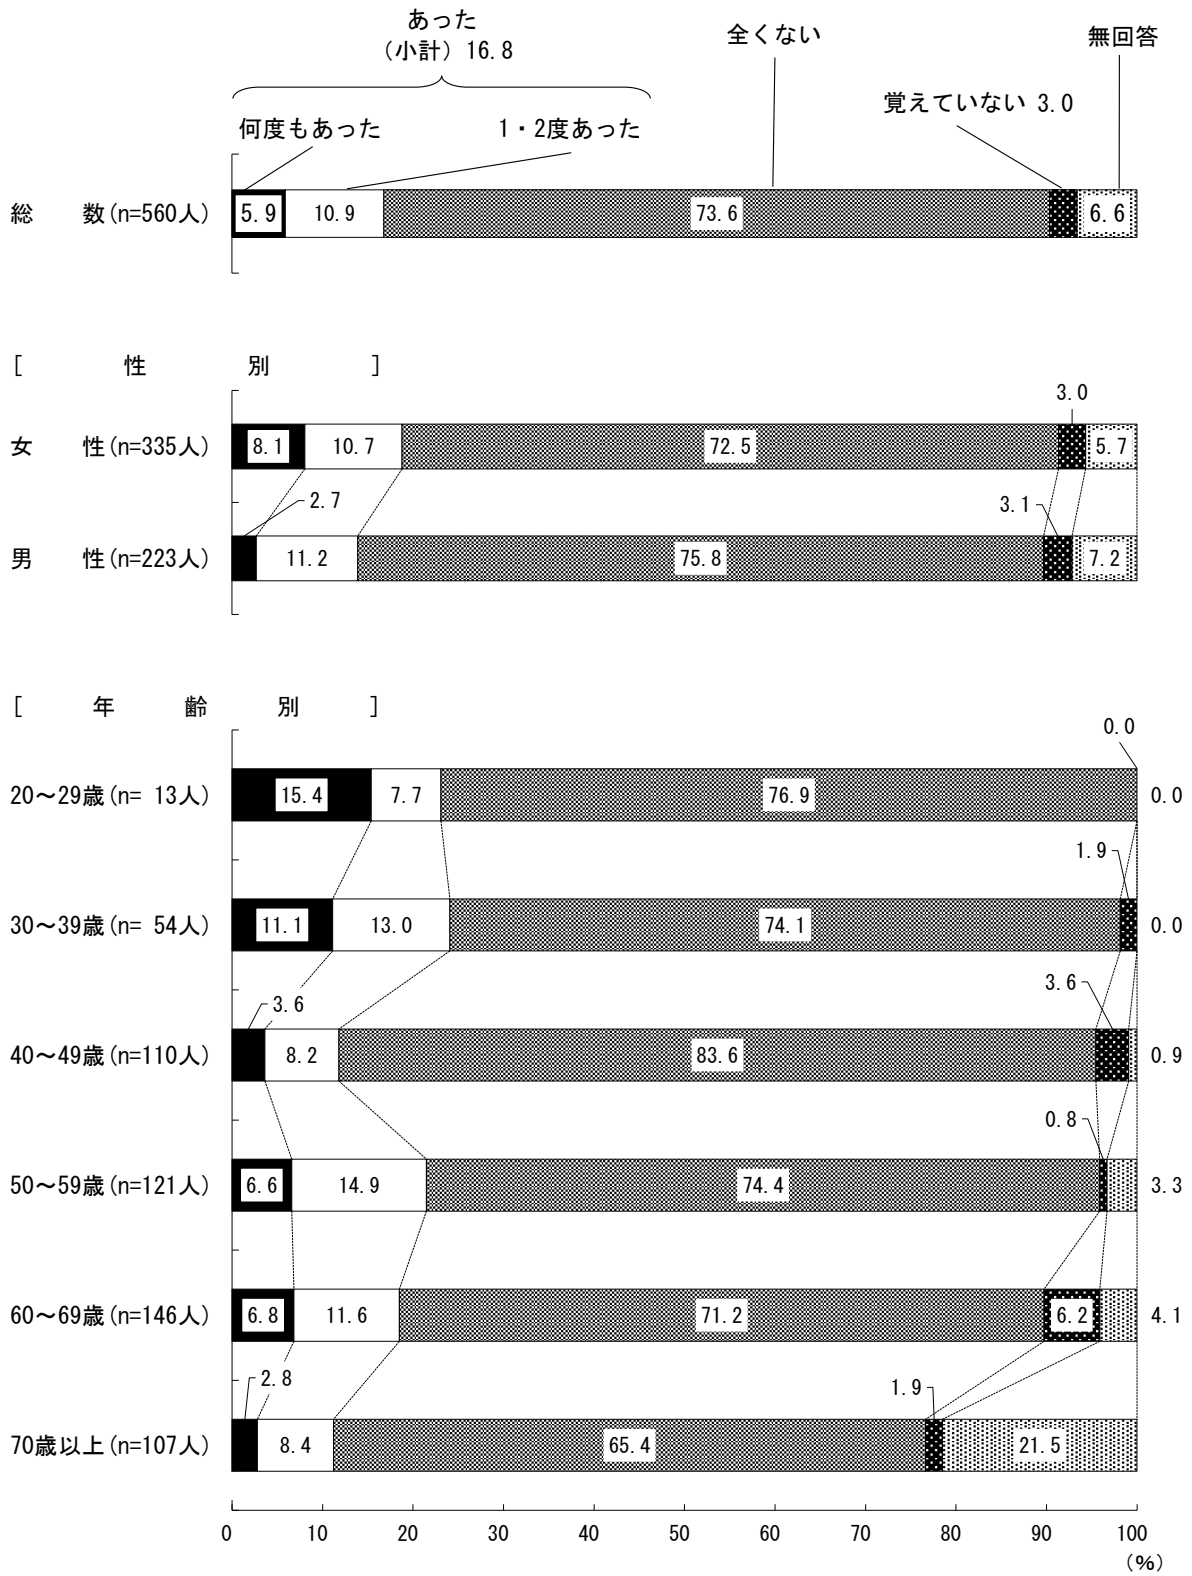 あった
（小計）16.8
全くない
無回答
覚えていない 3.0
何度もあった
1・2度あった
総　　数(n=560人)
5.9
10.9
73.6
6.6
[　　性　　別　　]
3.0
女　　性(n=335人)
8.1
10.7
72.5
5.7
2.7
3.1
男　　性(n=223人)
11.2
75.8
7.2
[　　年　　齢　　別　　]
0.0
20～29歳(n= 13人)
15.4
7.7
76.9
0.0
1.9
30～39歳(n= 54人)
11.1
13.0
74.1
0.0
3.6
3.6
40～49歳(n=110人)
8.2
83.6
0.9
0.8
50～59歳(n=121人)
6.6
14.9
74.4
3.3
60～69歳(n=146人)
6.8
11.6
71.2
6.2
4.1
2.8
1.9
70歳以上(n=107人)
8.4
65.4
21.5
0 10 20 30 40 50 60 70 80 90 100
（%）